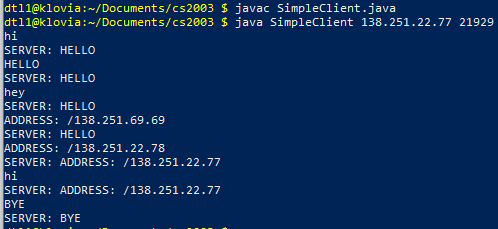 dtl1@klovia:~/Documents/cs2003 $ javac SimpleClient.java
dtl1@klovia:~/Documents/cs2003 $ java SimpleClient 138.251.22.77 21929
hi
SERVER: HELLO
HELLO
SERVER: HELLO
hey
SERVER: HELLO
ADDRESS: /138.251.69.69
SERVER: HELLO
ADDRESS: /138.251.22.78
SERVER: ADDRESS: /138.251.22.77
hi
SERVER: ADDRESS: /138.251.22.77
BYE
SERVER: BYE